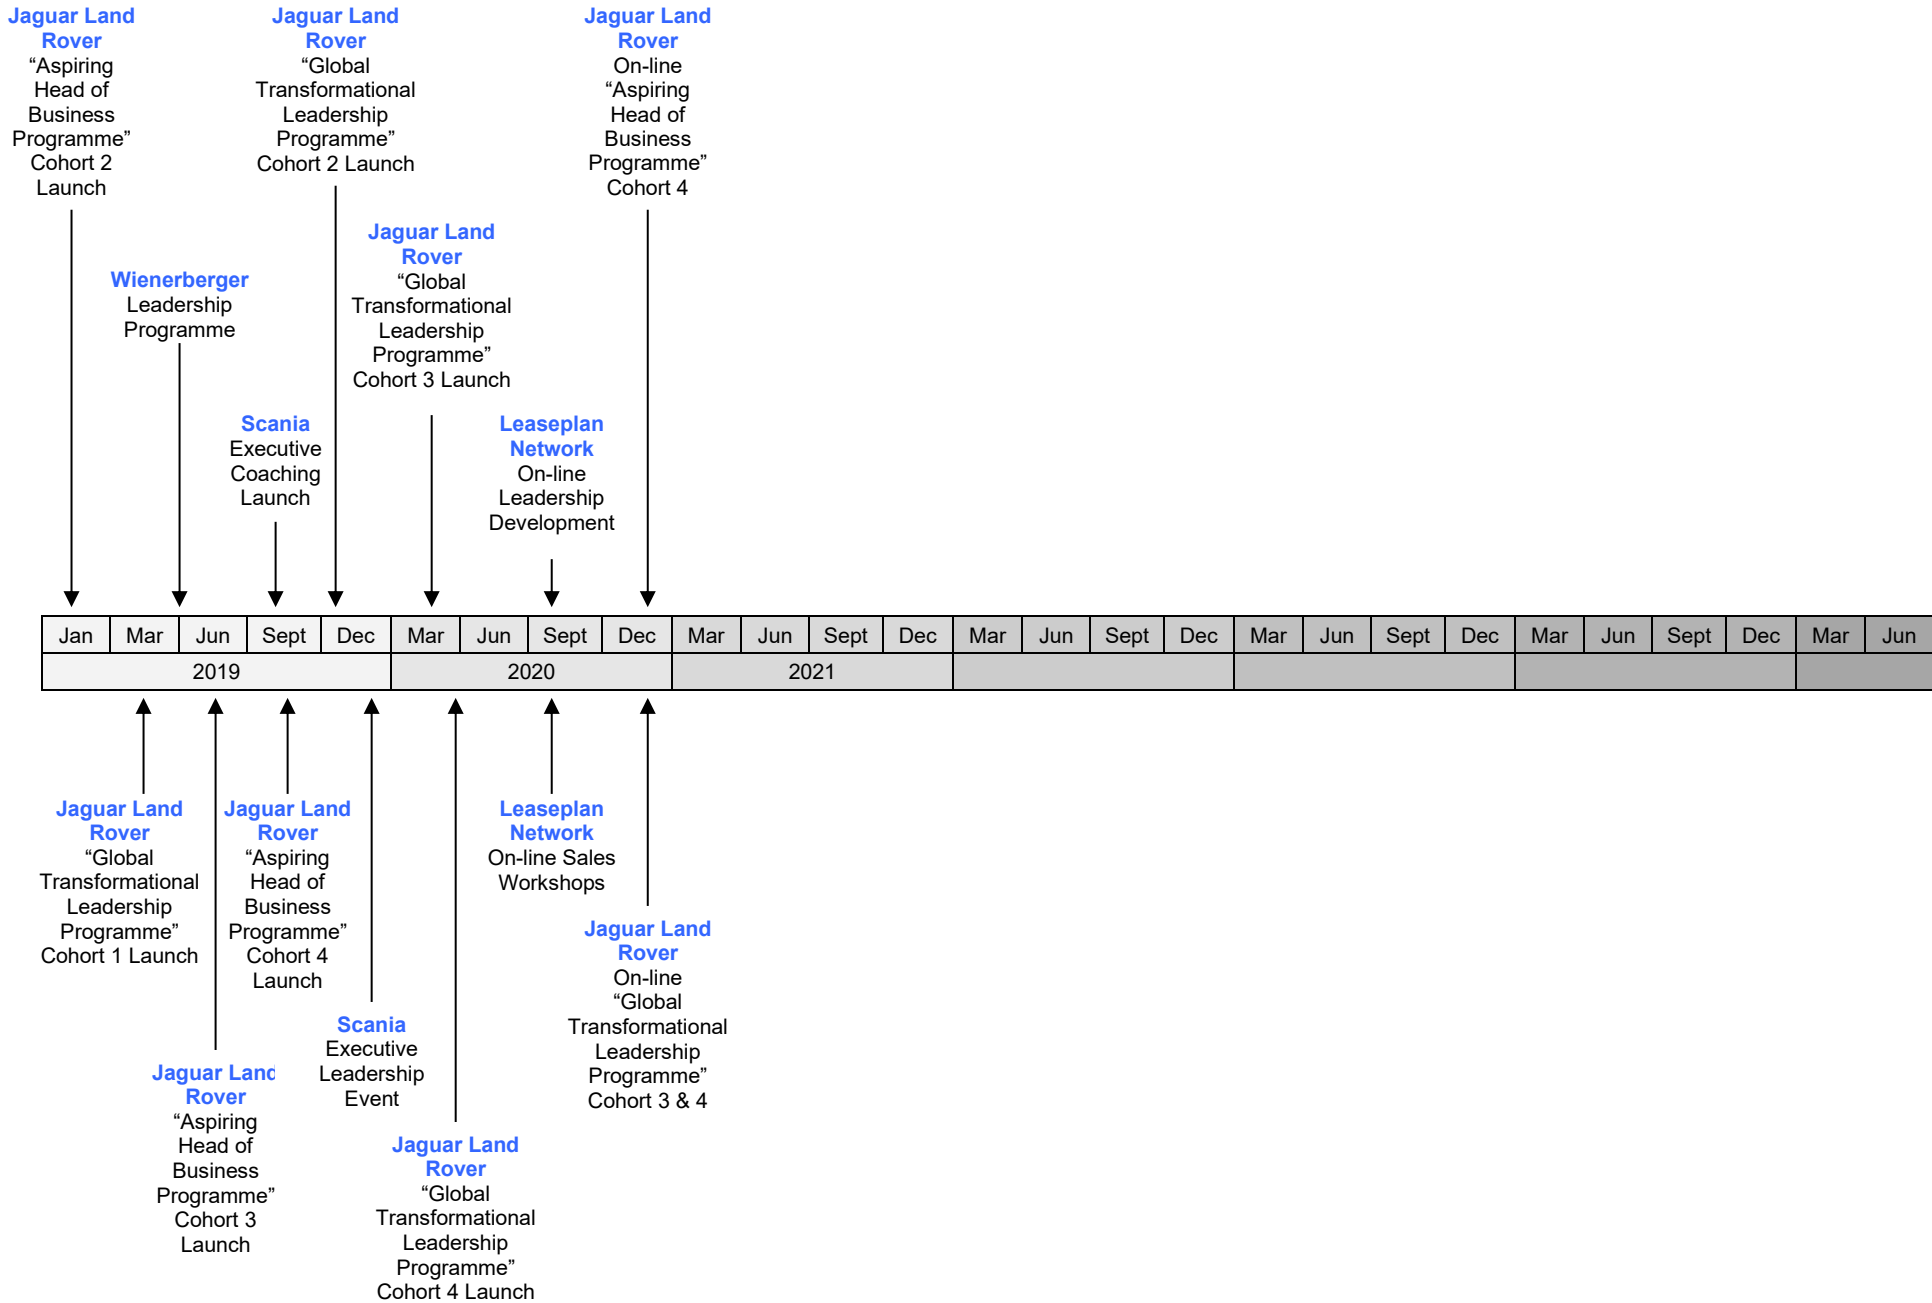 Jaguar Land
Rover
“Aspiring
Head of
Business
Programme”
Cohort 2
Launch
Wienerberger
Leadership
Programme
Scania
Executive
Coaching
Launch
Jaguar Land
Rover
“Global
Transformational
Leadership
Programme”
Cohort 2 Launch
Jaguar Land
Rover
“Global
Transformational
Leadership
Programme”
Cohort 3 Launch
Leaseplan
Network
On-line
Leadership
Development
Jaguar Land
Rover
On-line
“Aspiring
Head of
Business
Programme”
Cohort 4
Jan Mar Jun Sept Dec Mar Jun Sept Dec Mar Jun Sept Dec Mar Jun Sept Dec Mar Jun Sept Dec Mar Jun Sept Dec Mar Jun
2019 2020 2021
Jaguar Land
Rover
“Global
Transformational
Leadership
Programme”
Cohort 1 Launch
Jaguar Land
Rover
“Aspiring
Head of
Business
Programme”
Cohort 3
Launch
Jaguar Land
Rover
“Aspiring
Head of
Business
Programme”
Cohort 4
Launch
Scania
Executive
Leadership
Event
Jaguar Land
Rover
“Global
Transformational
Leadership
Programme”
Cohort 4 Launch
Leaseplan
Network
On-line Sales
Workshops
Jaguar Land
Rover
On-line
“Global
Transformational
Leadership
Programme”
Cohort 3 & 4